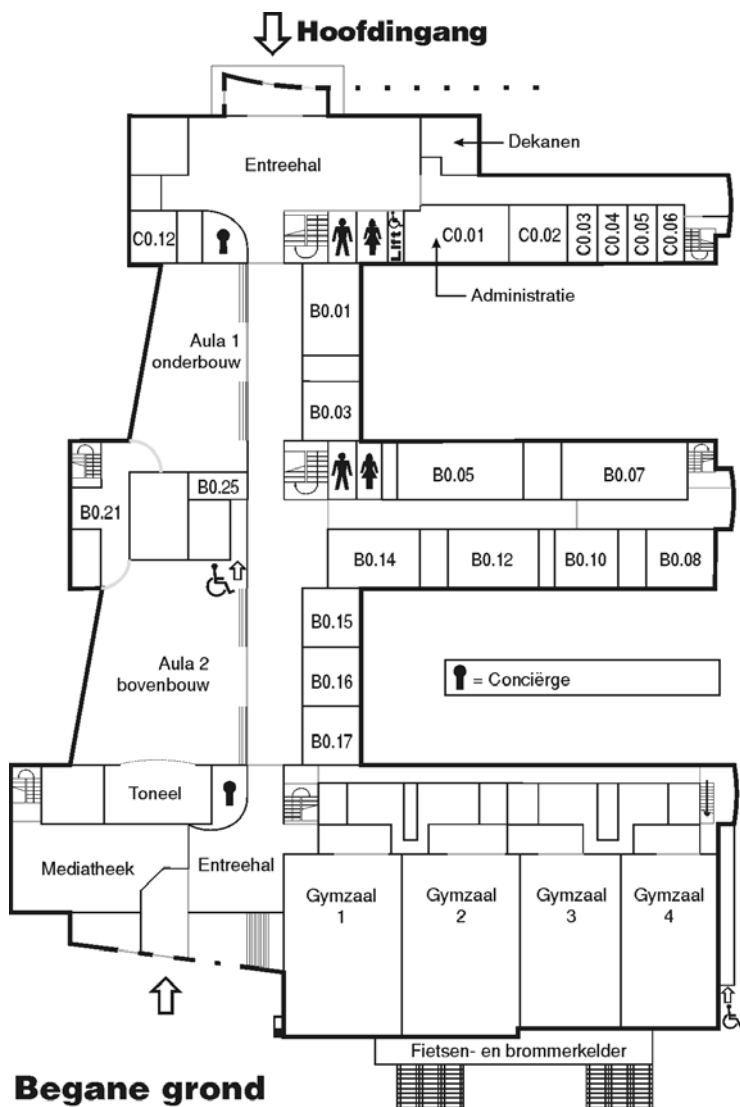 Hoofdingang
Dekanen
Entreehal
C0.12
Lift
C0.01
C0.02
C0.03
C0.04
C0.05
C0.06
Administratie
B0.01
Aula 1
onderbouw
B0.03
B0.25
B0.05
B0.07
B0.21
B0.14
B0.12
B0.10
B0.08
B0.15
Aula 2
bovenbouw
B0.16
= Conciërge
B0.17
Toneel
Mediatheek
Entreehal
Gymzaal
1
Gymzaal
2
Gymzaal
3
Gymzaal
4
Fietsen- en brommerkelder
Begane grond